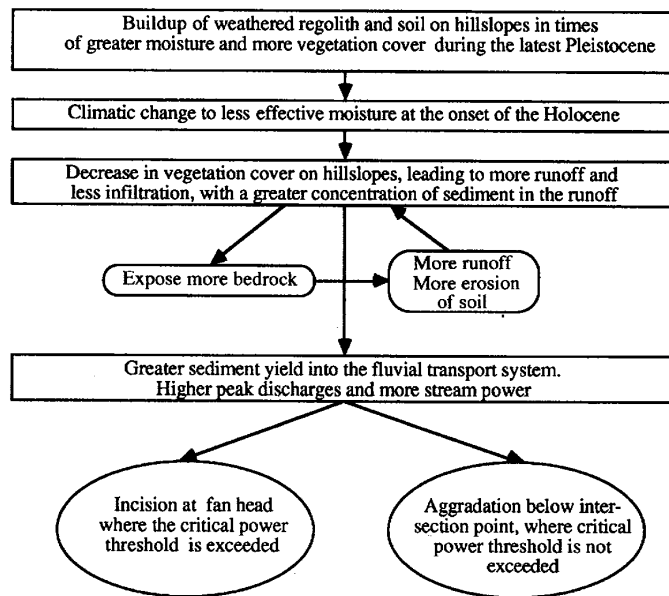 Buildup of weathered regolith and soil on hillslopes in times
of greater moisture and more vegetation cover during the latest Pleistocene
Climatic change to less effective moisture at the onset of the Holocene
Decrease in vegetation cover on hillslopes, leading to more runoff and
less infiltration, with a greater concentration of sediment in the runoff
Expose more bedrock
More runoff
More erosion
of soil
Greater sediment yield into the fluvial transport system.
Higher peak discharges and more stream power
Incision at fan head
where the critical power
threshold is exceeded
Aggradation below inter-
section point, where critical
power threshold is not
exceeded